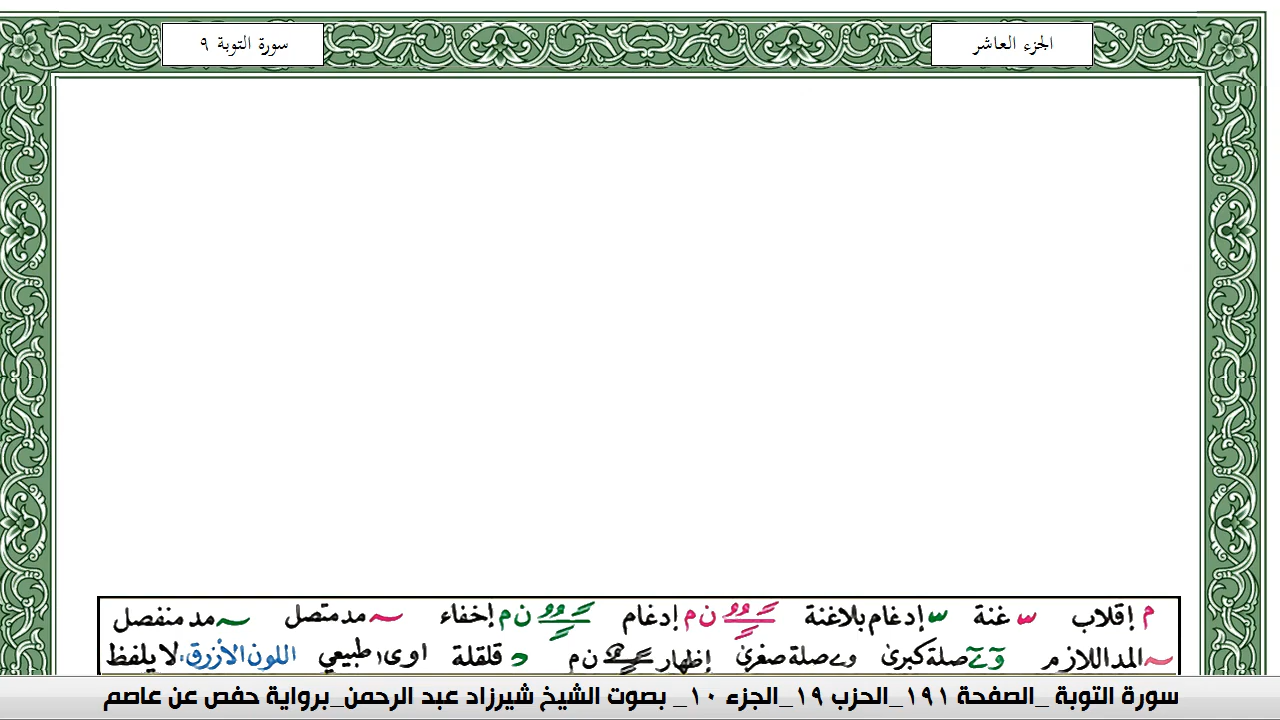 الجزء العاشر
سورة التوبة ٩
م إقلاب س غنة س إدغام بلاغنة ن م إدغام ن م إخفاء مد متصل مد منفصل
المد اللازم صلة كبرى صلة صغرى إظهار ن م د قلقلة اوى طبيعي اللون الأزرق، لا يلفظ
سورة التوبة _الصفحة ١٩١_الحزب ١٩_الجزء ١٠_ بصوت الشيخ شيرزاد عبد الرحمن_برواية حفص عن عاصم